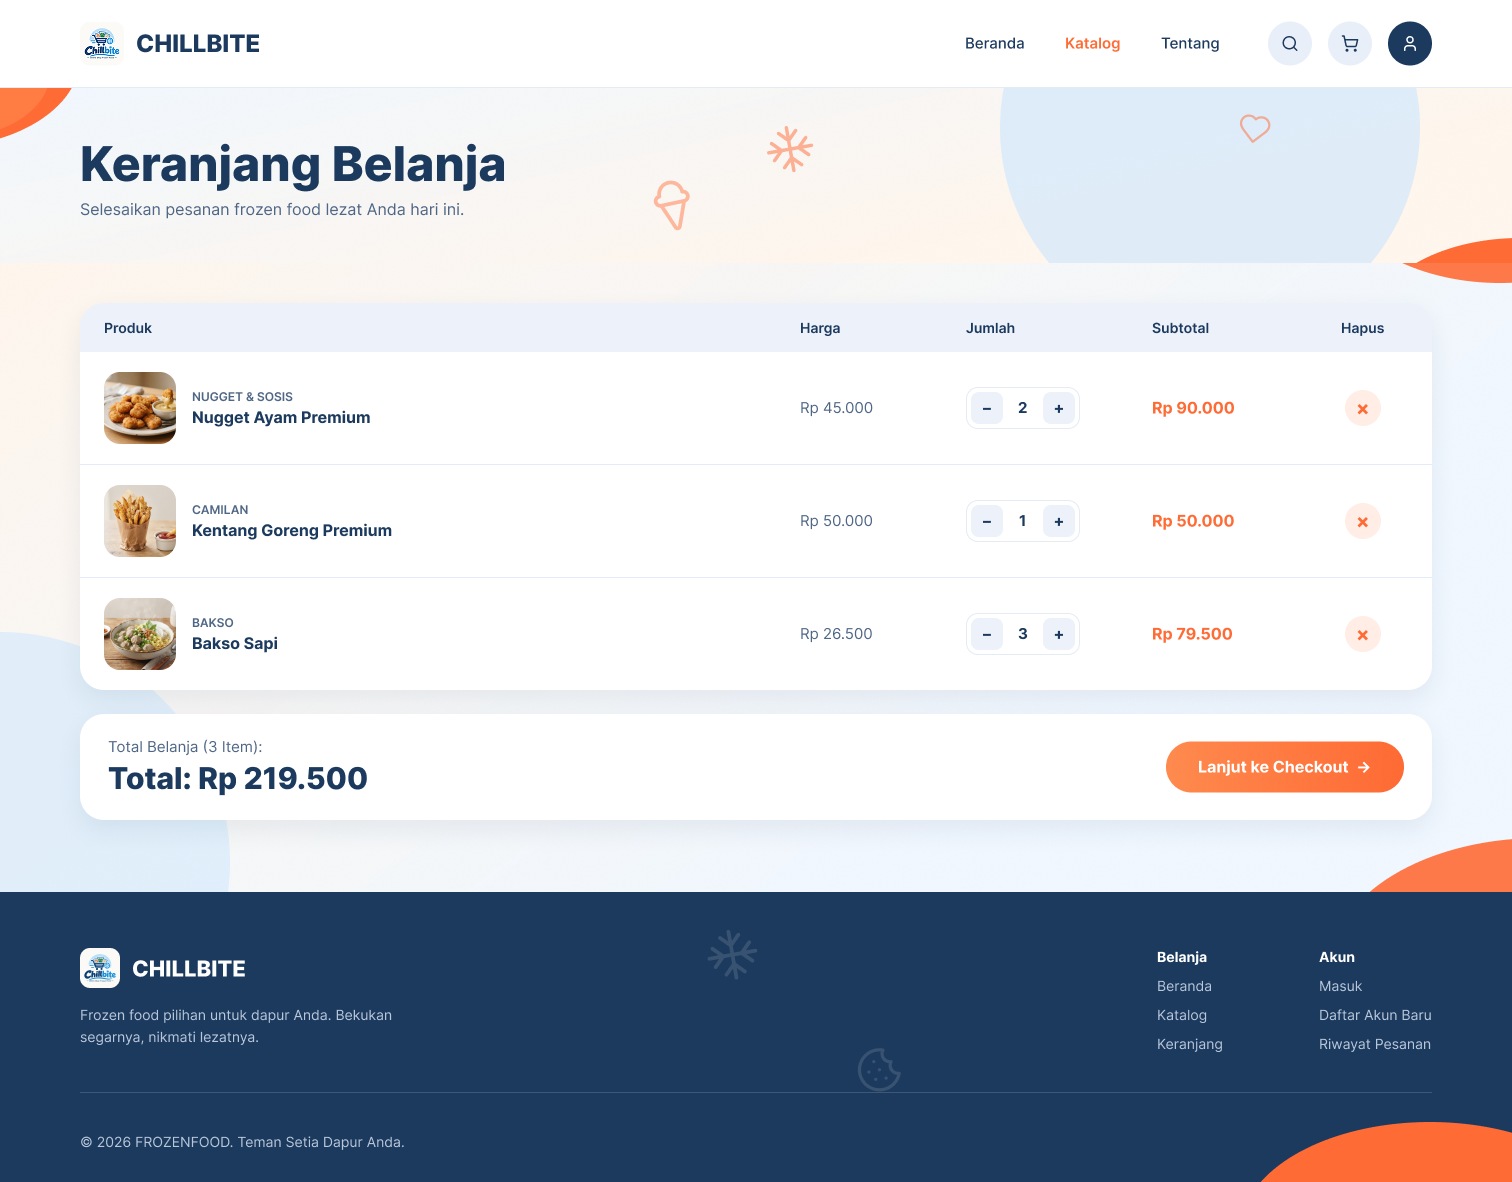 Chillbite
CHILLBITE
Beranda
Katalog
Tentang
Keranjang Belanja
Selesaikan pesanan frozen food lezat Anda hari ini.
Produk
Harga
Jumlah
Subtotal
Hapus
NUGGET & SOSIS
Nugget Ayam Premium
Rp 45.000
– 2 +
Rp 90.000
×
CAMILAN
Kentang Goreng Premium
Rp 50.000
– 1 +
Rp 50.000
×
BAKSO
Bakso Sapi
Rp 26.500
– 3 +
Rp 79.500
×
Total Belanja (3 Item):
Total: Rp 219.500
Lanjut ke Checkout →
Chillbite
CHILLBITE
Frozen food pilihan untuk dapur Anda. Bekukan
segarnya, nikmati lezatnya.
Belanja
Beranda
Katalog
Keranjang
Akun
Masuk
Daftar Akun Baru
Riwayat Pesanan
© 2026 FROZENFOOD. Teman Setia Dapur Anda.